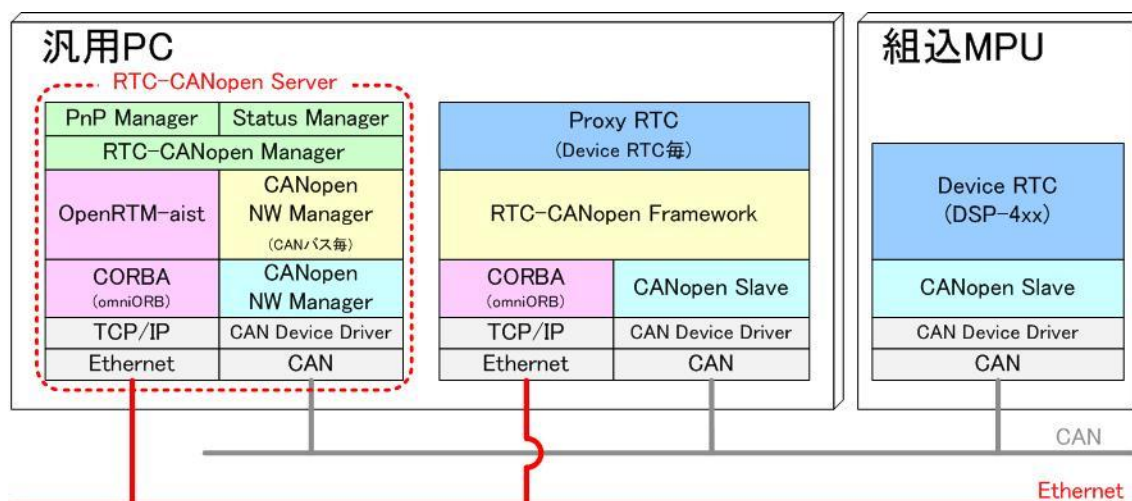 汎用PC
組込MPU
RTC-CANopen Server
PnP Manager
Status Manager
RTC-CANopen Manager
OpenRTM-aist
CANopen
NW Manager
(CANバス毎)
CORBA
(omniORB)
CANopen
NW Manager
TCP/IP
CAN Device Driver
Ethernet
CAN
Proxy RTC
(Device RTC毎)
RTC-CANopen Framework
CORBA
(omniORB)
CANopen Slave
TCP/IP
CAN Device Driver
Ethernet
CAN
Device RTC
(DSP-4xx)
CANopen Slave
CAN Device Driver
CAN
CAN
Ethernet